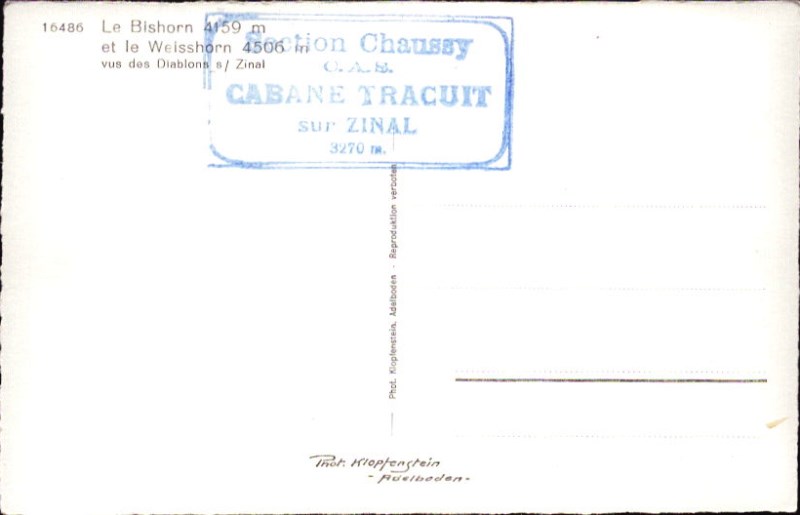 16486 Le Bishorn 4159 m
et le Weisshorn 4506 m
vus des Diablons s/ Zinal
Section Chaussy
C.A.S.
CABANE TRACUIT
sur ZINAL
3270 m.
Phot. Klopfenstein, Adelboden - Reproduktion verboten
Phot. Klopfenstein
- Adelboden -